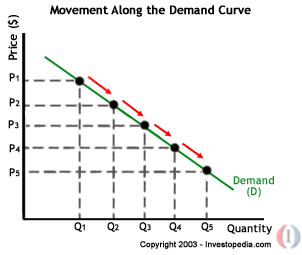 Movement Along the Demand Curve
Price ($)
P1
P2
P3
P4
P5
Demand
(D)
Q1 Q2 Q3 Q4 Q5 Quantity
Copyright 2003 - Investopedia.com